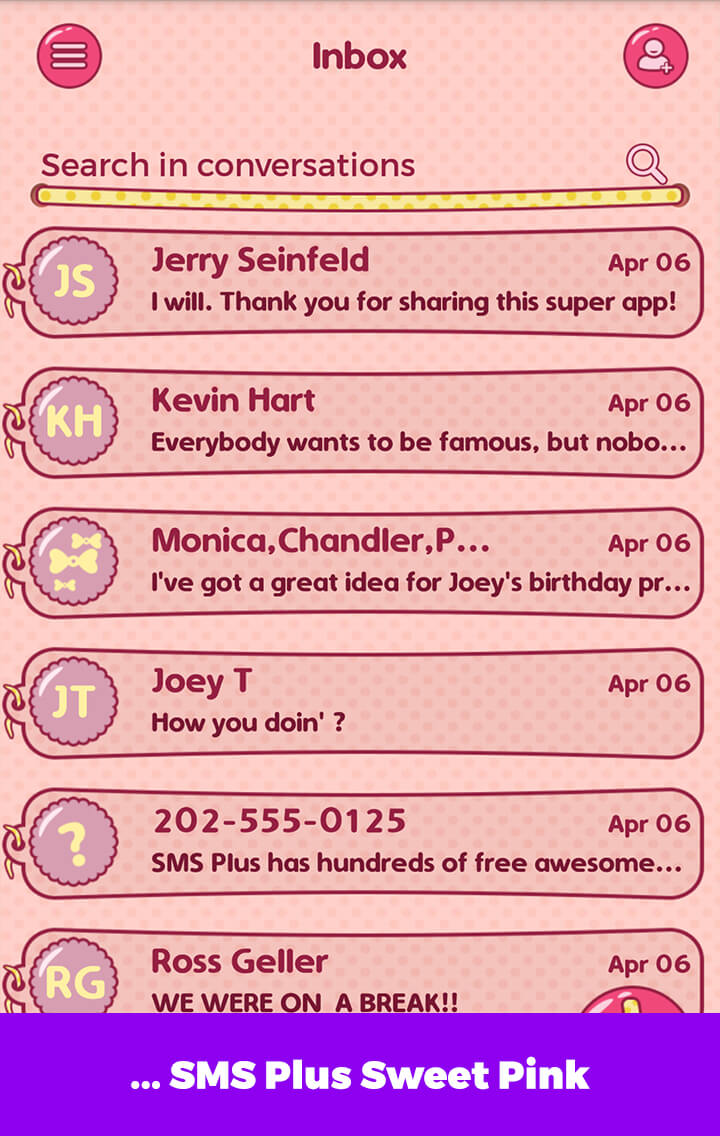 Inbox
Search in conversations
JS
Jerry Seinfeld
Apr 06
I will. Thank you for sharing this super app!
KH
Kevin Hart
Apr 06
Everybody wants to be famous, but nobo...
Monica,Chandler,P...
Apr 06
I've got a great idea for Joey's birthday pr...
JT
Joey T
Apr 06
How you doin' ?
?
202-555-0125
Apr 06
SMS Plus has hundreds of free awesome...
RG
Ross Geller
Apr 06
WE WERE ON A BREAK!!
... SMS Plus Sweet Pink